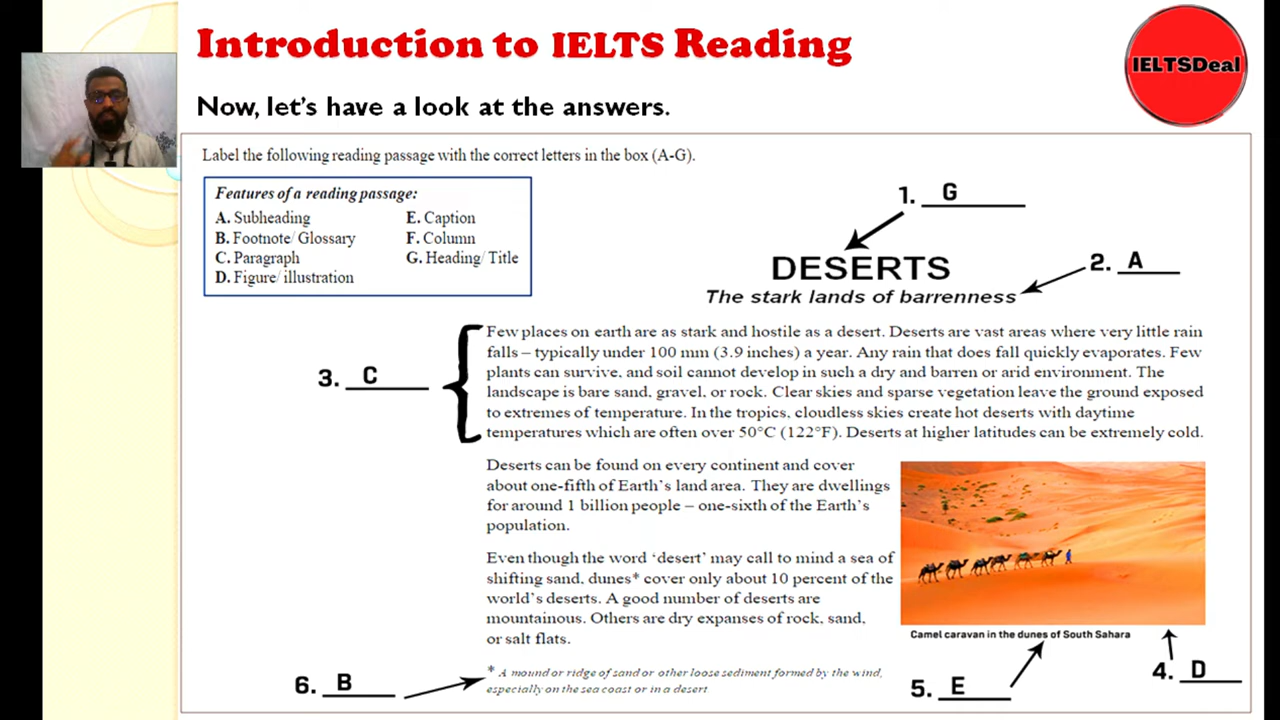 Introduction to IELTS Reading
IELTSDeal
Now, let's have a look at the answers.
Label the following reading passage with the correct letters in the box (A-G).
Features of a reading passage:
A. Subheading
B. Footnote/ Glossary
C. Paragraph
D. Figure/ illustration
E. Caption
F. Column
G. Heading/ Title
1. G
DESERTS
2. A
The stark lands of barrenness
3. C
Few places on earth are as stark and hostile as a desert. Deserts are vast areas where very little rain
falls – typically under 100 mm (3.9 inches) a year. Any rain that does fall quickly evaporates. Few
plants can survive, and soil cannot develop in such a dry and barren or arid environment. The
landscape is bare sand, gravel, or rock. Clear skies and sparse vegetation leave the ground exposed
to extremes of temperature. In the tropics, cloudless skies create hot deserts with daytime
temperatures which are often over 50°C (122°F). Deserts at higher latitudes can be extremely cold.
Deserts can be found on every continent and cover
about one-fifth of Earth's land area. They are dwellings
for around 1 billion people – one-sixth of the Earth's
population.
Even though the word 'desert' may call to mind a sea of
shifting sand, dunes* cover only about 10 percent of the
world's deserts. A good number of deserts are
mountainous. Others are dry expanses of rock, sand,
or salt flats.
Camel caravan in the dunes of South Sahara
4. D
5. E
6. B
* A mound or ridge of sand or other loose sediment formed by the wind,
especially on the sea coast or in a desert